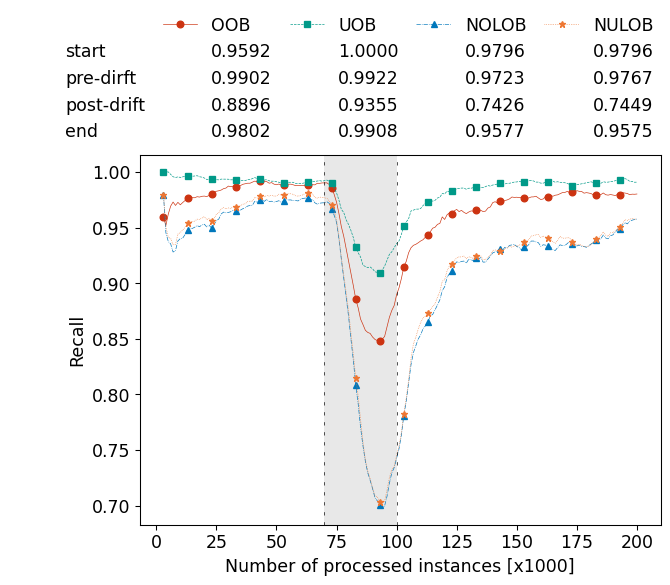 OOB UOB NOLOB NULOB
start 0.9592 1.0000 0.9796 0.9796
pre-dirft 0.9902 0.9922 0.9723 0.9767
post-drift 0.8896 0.9355 0.7426 0.7449
end 0.9802 0.9908 0.9577 0.9575
1.00
0.95
0.90
0.85
0.80
0.75
0.70
Recall
0 25 50 75 100 125 150 175 200
Number of processed instances [x1000]